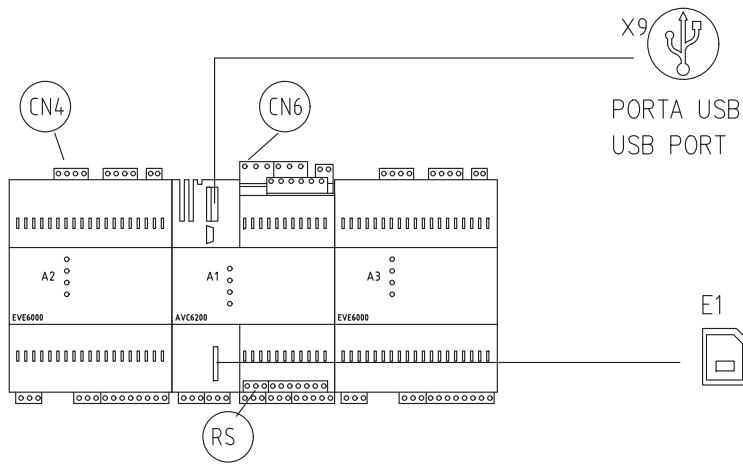 X9
PORTA USB
USB PORT
CN4
CN6
A2
A1
A3
EVE6000
AVC6200
EVE6000
E1
RS